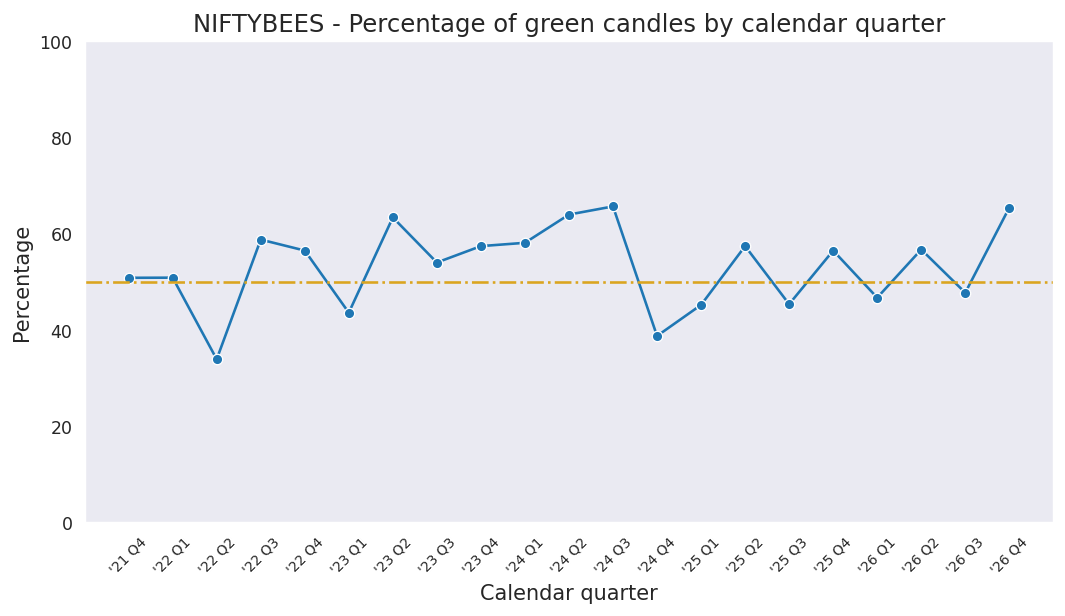 NIFTYBEES - Percentage of green candles by calendar quarter
100
80
60
40
20
0
Percentage
'21 Q4
'22 Q1
'22 Q2
'22 Q3
'22 Q4
'23 Q1
'23 Q2
'23 Q3
'23 Q4
'24 Q1
'24 Q2
'24 Q3
'24 Q4
'25 Q1
'25 Q2
'25 Q3
'25 Q4
'26 Q1
'26 Q2
'26 Q3
'26 Q4
Calendar quarter